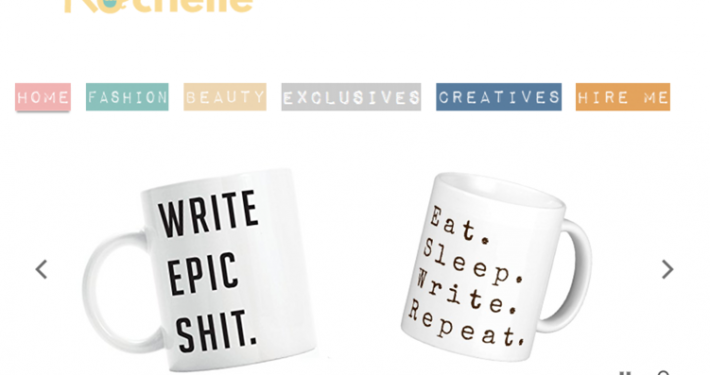 Rochelle
HOME FASHION BEAUTY EXCLUSIVES CREATIVES HIRE ME
WRITE
EPIC
SHIT.
Eat.
Sleep.
Write.
Repeat.